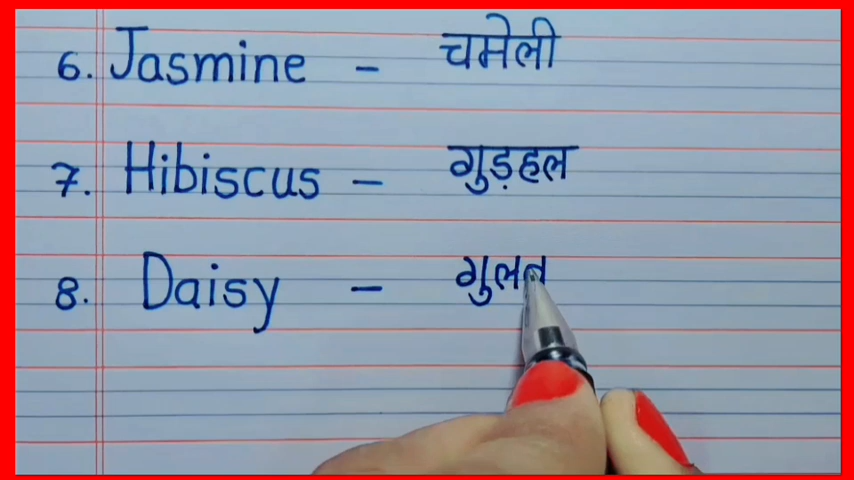 6. Jasmine - चमेली
7. Hibiscus - गुड़हल
8. Daisy -